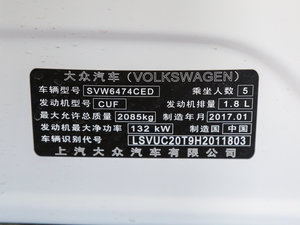 大众汽车(VOLKSWAGEN)
车辆型号 SVW6474CED 乘坐人数 5
发动机型号 CUF 发动机排量 1.8L
最大允许总质量 2085kg 制造年月 2017.01
发动机最大净功率 132kW 制造国 中国
车辆识别代号 LSVUC20T9H2011803
上汽大众汽车有限公司